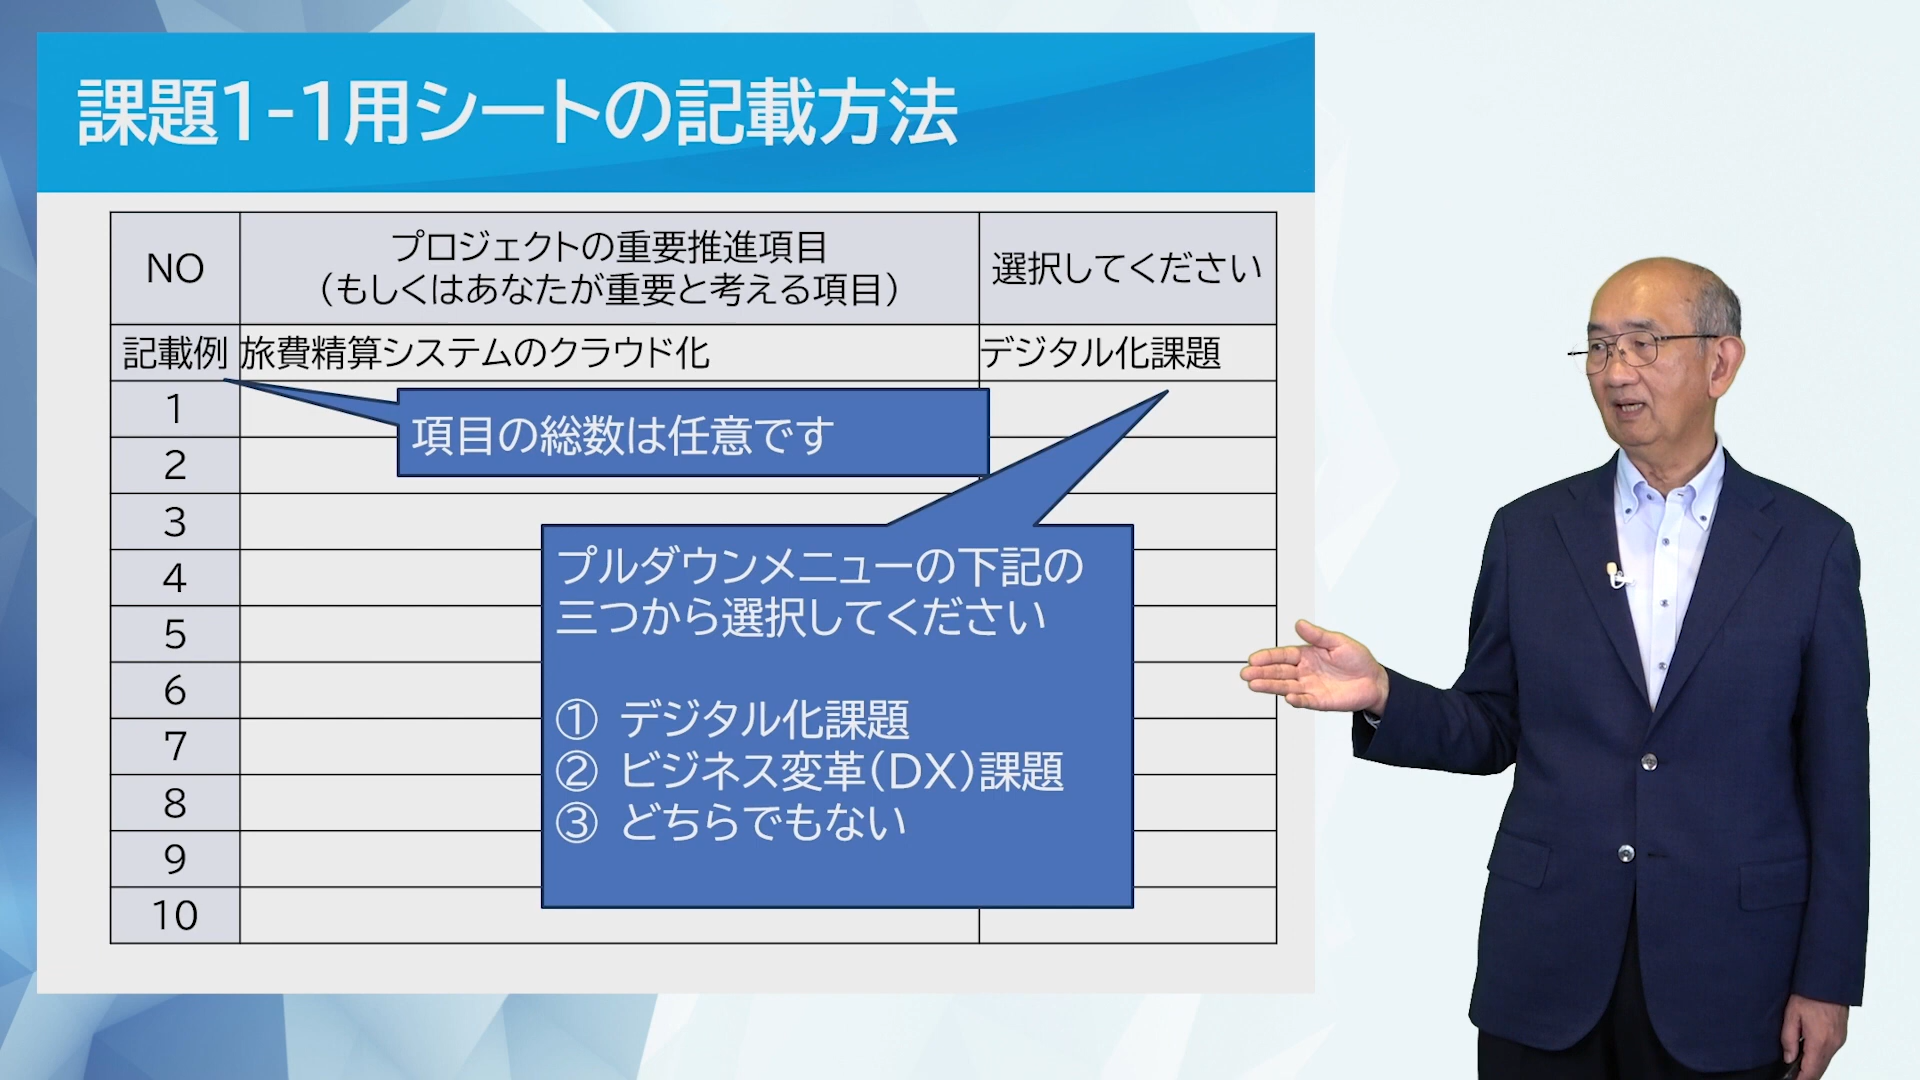 課題1-1用シートの記載方法
NO
プロジェクトの重要推進項目
（もしくはあなたが重要と考える項目）
選択してください
記載例
旅費精算システムのクラウド化
デジタル化課題
1
項目の総数は任意です
2
3
プルダウンメニューの下記の
三つから選択してください
① デジタル化課題
② ビジネス変革（DX）課題
③ どちらでもない
4
5
6
7
8
9
10